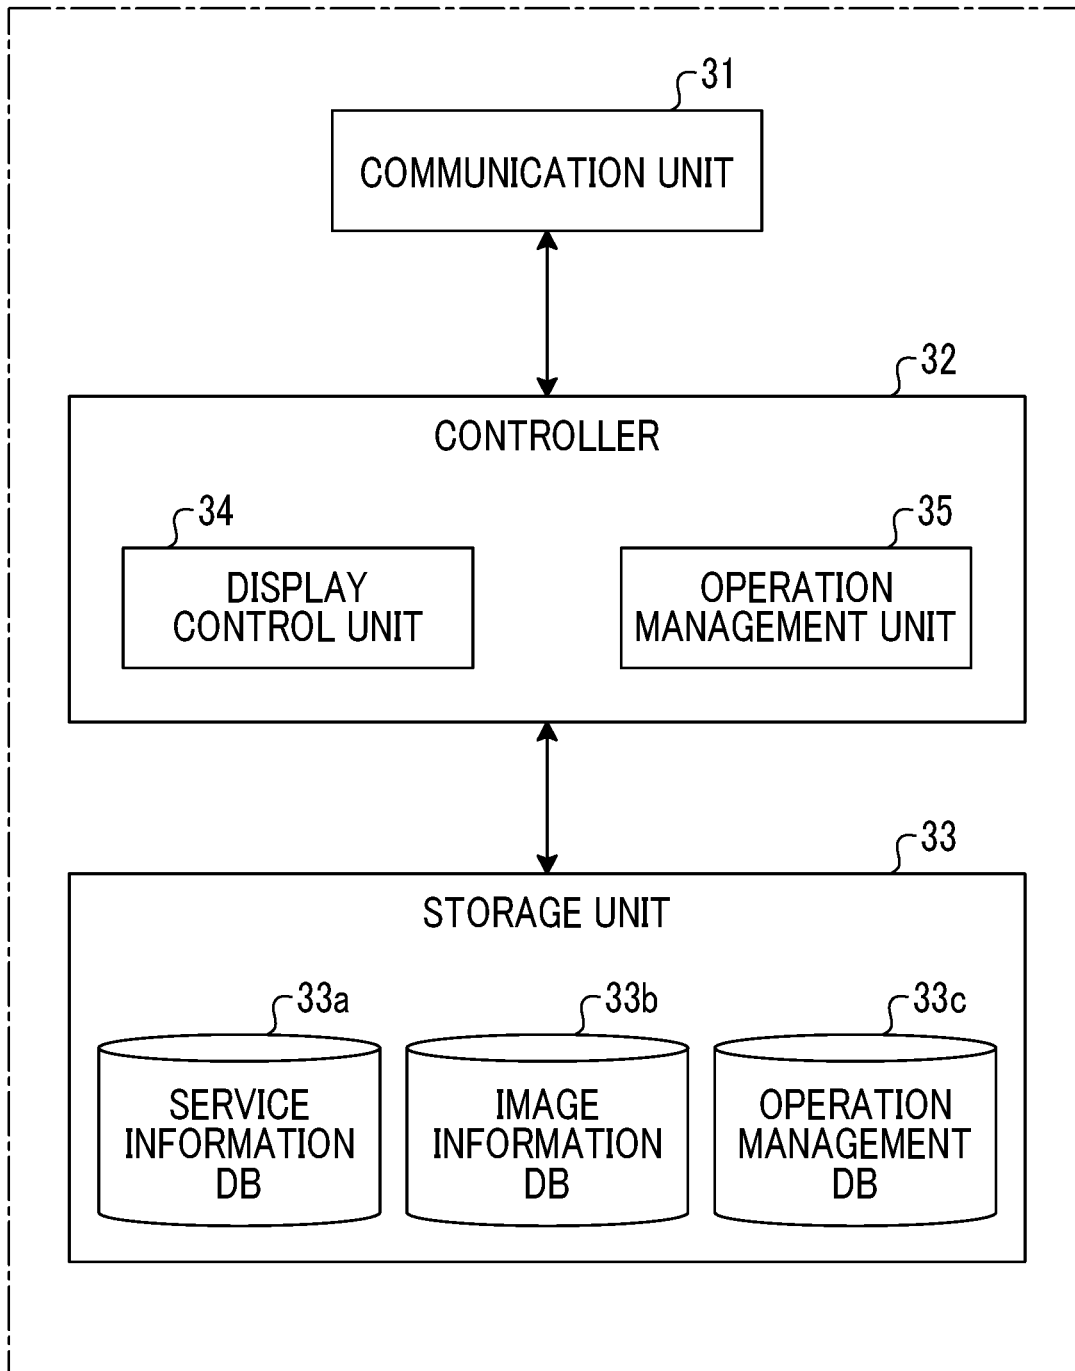 31
COMMUNICATION UNIT
32
CONTROLLER
34
DISPLAY
CONTROL UNIT
35
OPERATION
MANAGEMENT UNIT
33
STORAGE UNIT
33a
SERVICE
INFORMATION
DB
33b
IMAGE
INFORMATION
DB
33c
OPERATION
MANAGEMENT
DB